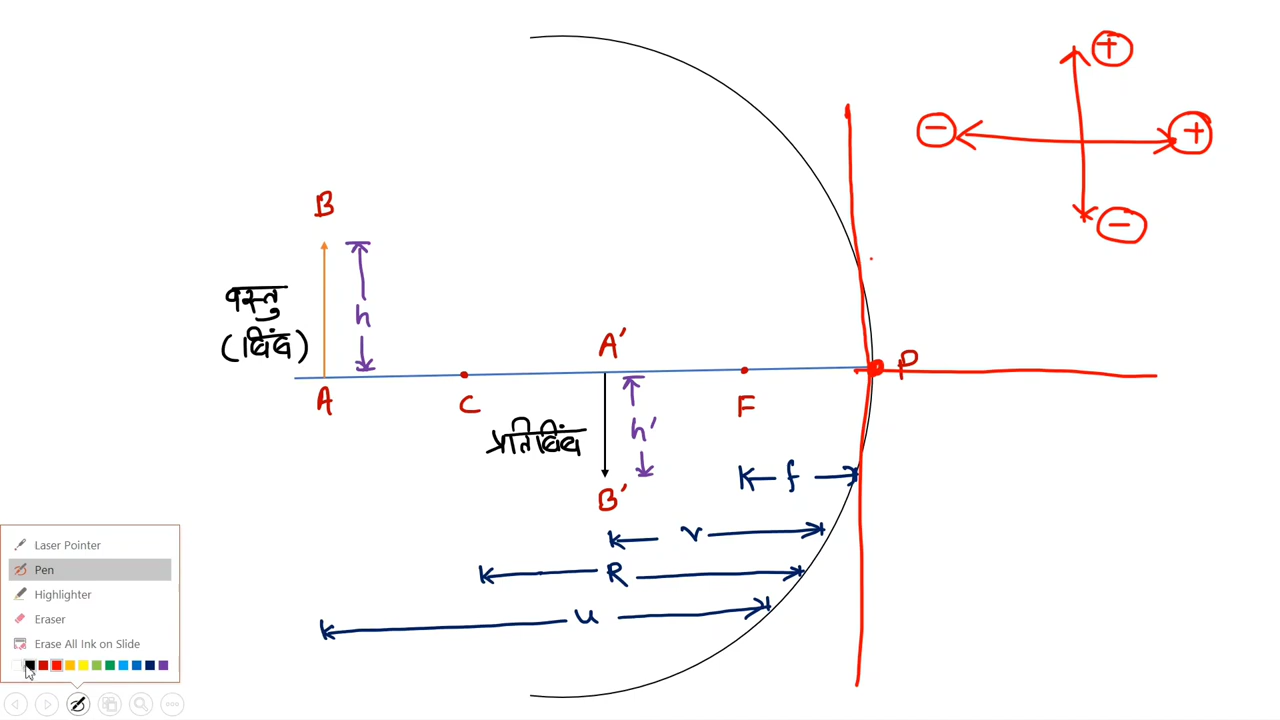 +
−
+
−
B
h
वस्तु
(बिंब)
A
C
A′
F
P
प्रतिबिंब
h′
B′
f
v
R
u
Laser Pointer
Pen
Highlighter
Eraser
Erase All Ink on Slide